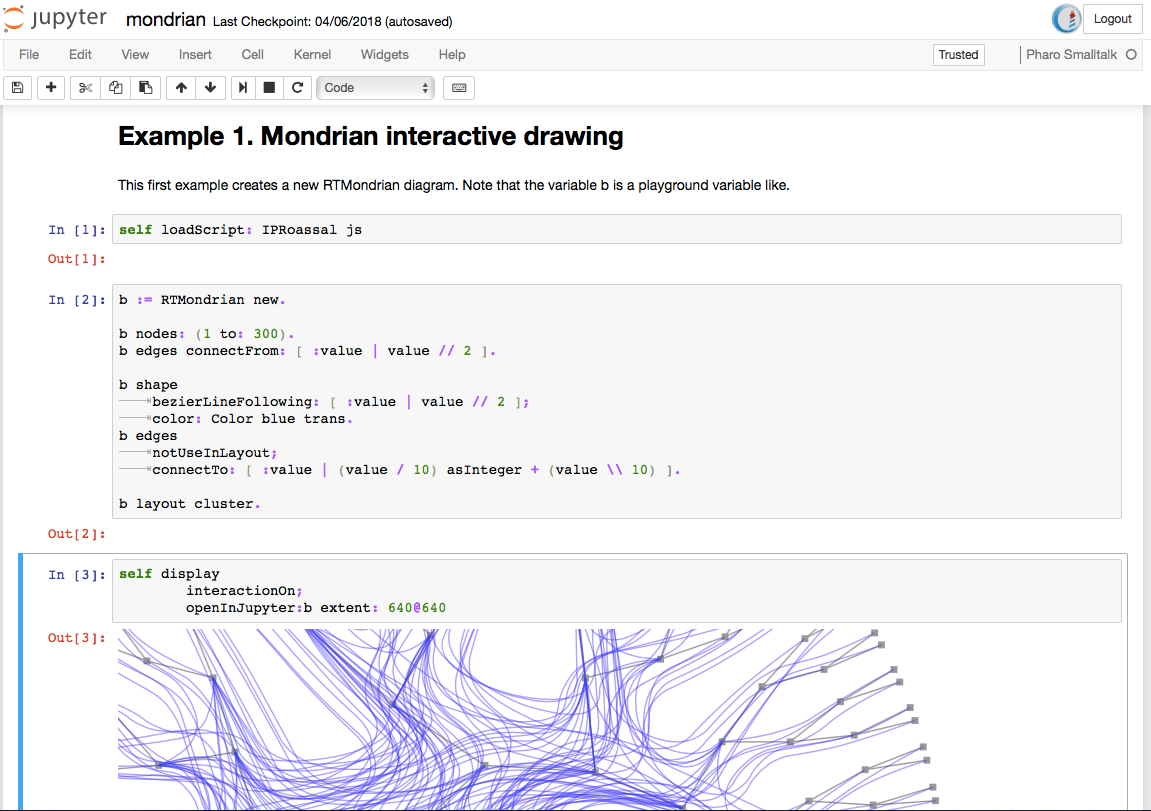 jupyter mondrian Last Checkpoint: 04/06/2018 (autosaved) Logout
File Edit View Insert Cell Kernel Widgets Help Trusted Pharo Smalltalk
Code
Example 1. Mondrian interactive drawing
This first example creates a new RTMondrian diagram. Note that the variable b is a playground variable like.
In [1]: self loadScript: IPRoassal js
Out[1]:
In [2]: b := RTMondrian new.
b nodes: (1 to: 300).
b edges connectFrom: [ :value | value // 2 ].
b shape
bezierLineFollowing: [ :value | value // 2 ];
color: Color blue trans.
b edges
notUseInLayout;
connectTo: [ :value | (value / 10) asInteger + (value \\ 10) ].
b layout cluster.
Out[2]:
In [3]: self display
interactionOn;
openInJupyter:b extent: 640@640
Out[3]: